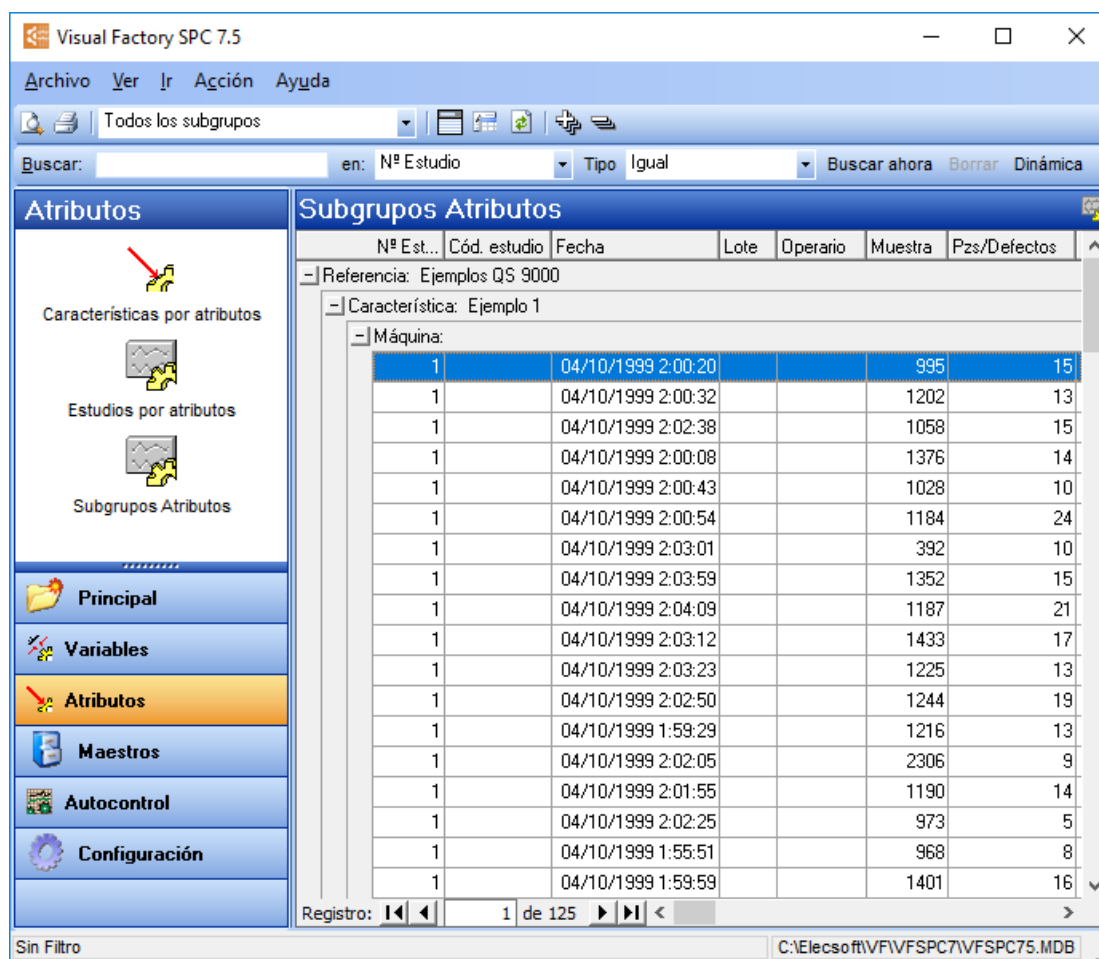 Visual Factory SPC 7.5
Archivo Ver Ir Acción Ayuda
Todos los subgrupos
Buscar: en: Nº Estudio Tipo Igual Buscar ahora Borrar Dinámica
Atributos
Características por atributos
Estudios por atributos
Subgrupos Atributos
Principal
Variables
Atributos
Maestros
Autocontrol
Configuración
Subgrupos Atributos
Nº Est... Cód. estudio Fecha Lote Operario Muestra Pzs/Defectos
Referencia: Ejemplos QS 9000
Característica: Ejemplo 1
Máquina:
1 04/10/1999 2:00:20 995 15
1 04/10/1999 2:00:32 1202 13
1 04/10/1999 2:02:38 1058 15
1 04/10/1999 2:00:08 1376 14
1 04/10/1999 2:00:43 1028 10
1 04/10/1999 2:00:54 1184 24
1 04/10/1999 2:03:01 392 10
1 04/10/1999 2:03:59 1352 15
1 04/10/1999 2:04:09 1187 21
1 04/10/1999 2:03:12 1433 17
1 04/10/1999 2:03:23 1225 13
1 04/10/1999 2:02:50 1244 19
1 04/10/1999 1:59:29 1216 13
1 04/10/1999 2:02:05 2306 9
1 04/10/1999 2:01:55 1190 14
1 04/10/1999 2:02:25 973 5
1 04/10/1999 1:55:51 968 8
1 04/10/1999 1:59:59 1401 16
Registro: 1 de 125
Sin Filtro C:\Elecsoft\VF\VFSPC7\VFSPC75.MDB